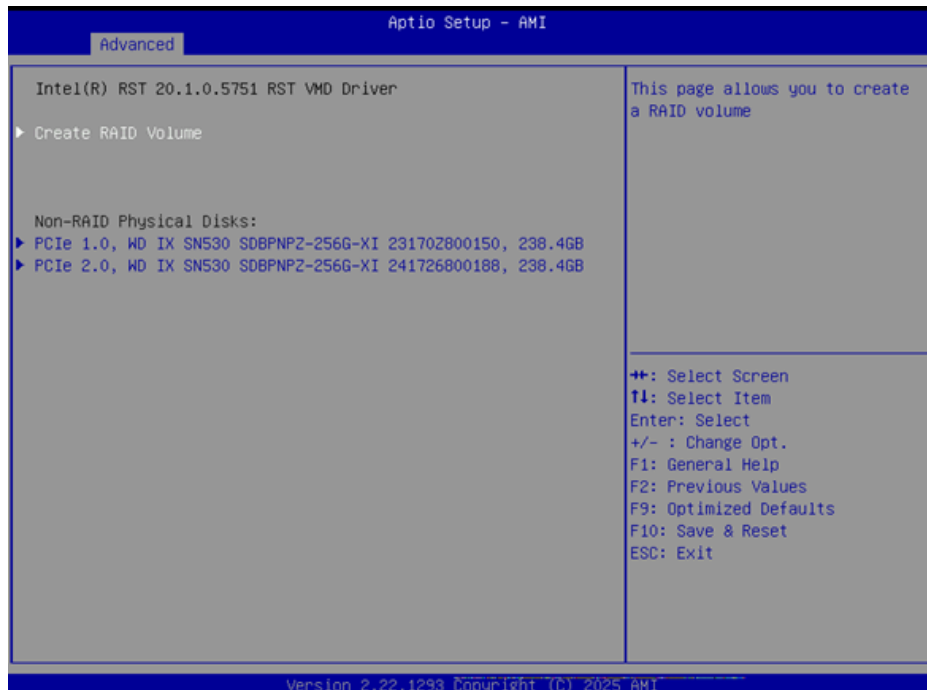 Aptio Setup - AMI
Advanced
Intel(R) RST 20.1.0.5751 RST VMD Driver
Create RAID Volume
Non-RAID Physical Disks:
PCIe 1.0, WD IX SN530 SDBPNPZ-256G-XI 23170Z800150, 238.4GB
PCIe 2.0, WD IX SN530 SDBPNPZ-256G-XI 241726800188, 238.4GB
This page allows you to create
a RAID volume
→←: Select Screen
↑↓: Select Item
Enter: Select
+/- : Change Opt.
F1: General Help
F2: Previous Values
F9: Optimized Defaults
F10: Save & Reset
ESC: Exit
Version 2.22.1293 Copyright (C) 2025 AMI